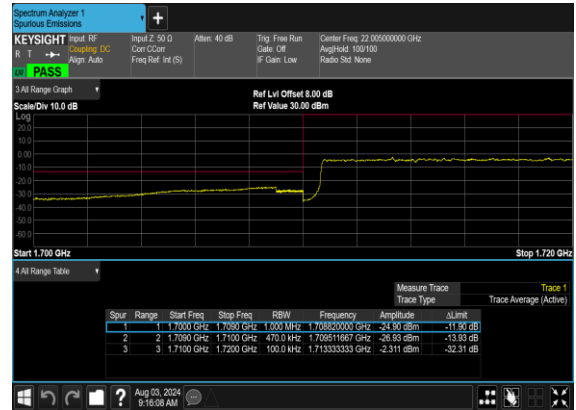 Spectrum Analyzer 1
Spurious Emissions
+
KEYSIGHT Input: RF Input Z: 50 Ω Atten: 40 dB Trig: Free Run Center Freq: 22.005000000 GHz
R T Coupling: DC Corr CCorr Gate: Off Avg|Hold: 100/100
Align: Auto Freq Ref: Int (S) IF Gain: Low Radio Std: None
LXI PASS
3 All Range Graph
Ref Lvl Offset 8.00 dB
Scale/Div 10.0 dB Ref Value 30.00 dBm
Log
20.0
10.0
0.00
-10.0
-20.0
-30.0
-40.0
-50.0
-60.0
Start 1.700 GHz Stop 1.720 GHz
4 All Range Table
Measure Trace Trace 1
Trace Type Trace Average (Active)
Spur Range Start Freq Stop Freq RBW Frequency Amplitude ΔLimit
1 1 1.7000 GHz 1.7090 GHz 1.000 MHz 1.708820000 GHz -24.90 dBm -11.90 dB
2 2 1.7090 GHz 1.7100 GHz 470.0 kHz 1.709511667 GHz -26.93 dBm -13.93 dB
3 3 1.7100 GHz 1.7200 GHz 100.0 kHz 1.713333333 GHz -2.311 dBm -32.31 dB
? Aug 03, 2024
9:16:08 AM